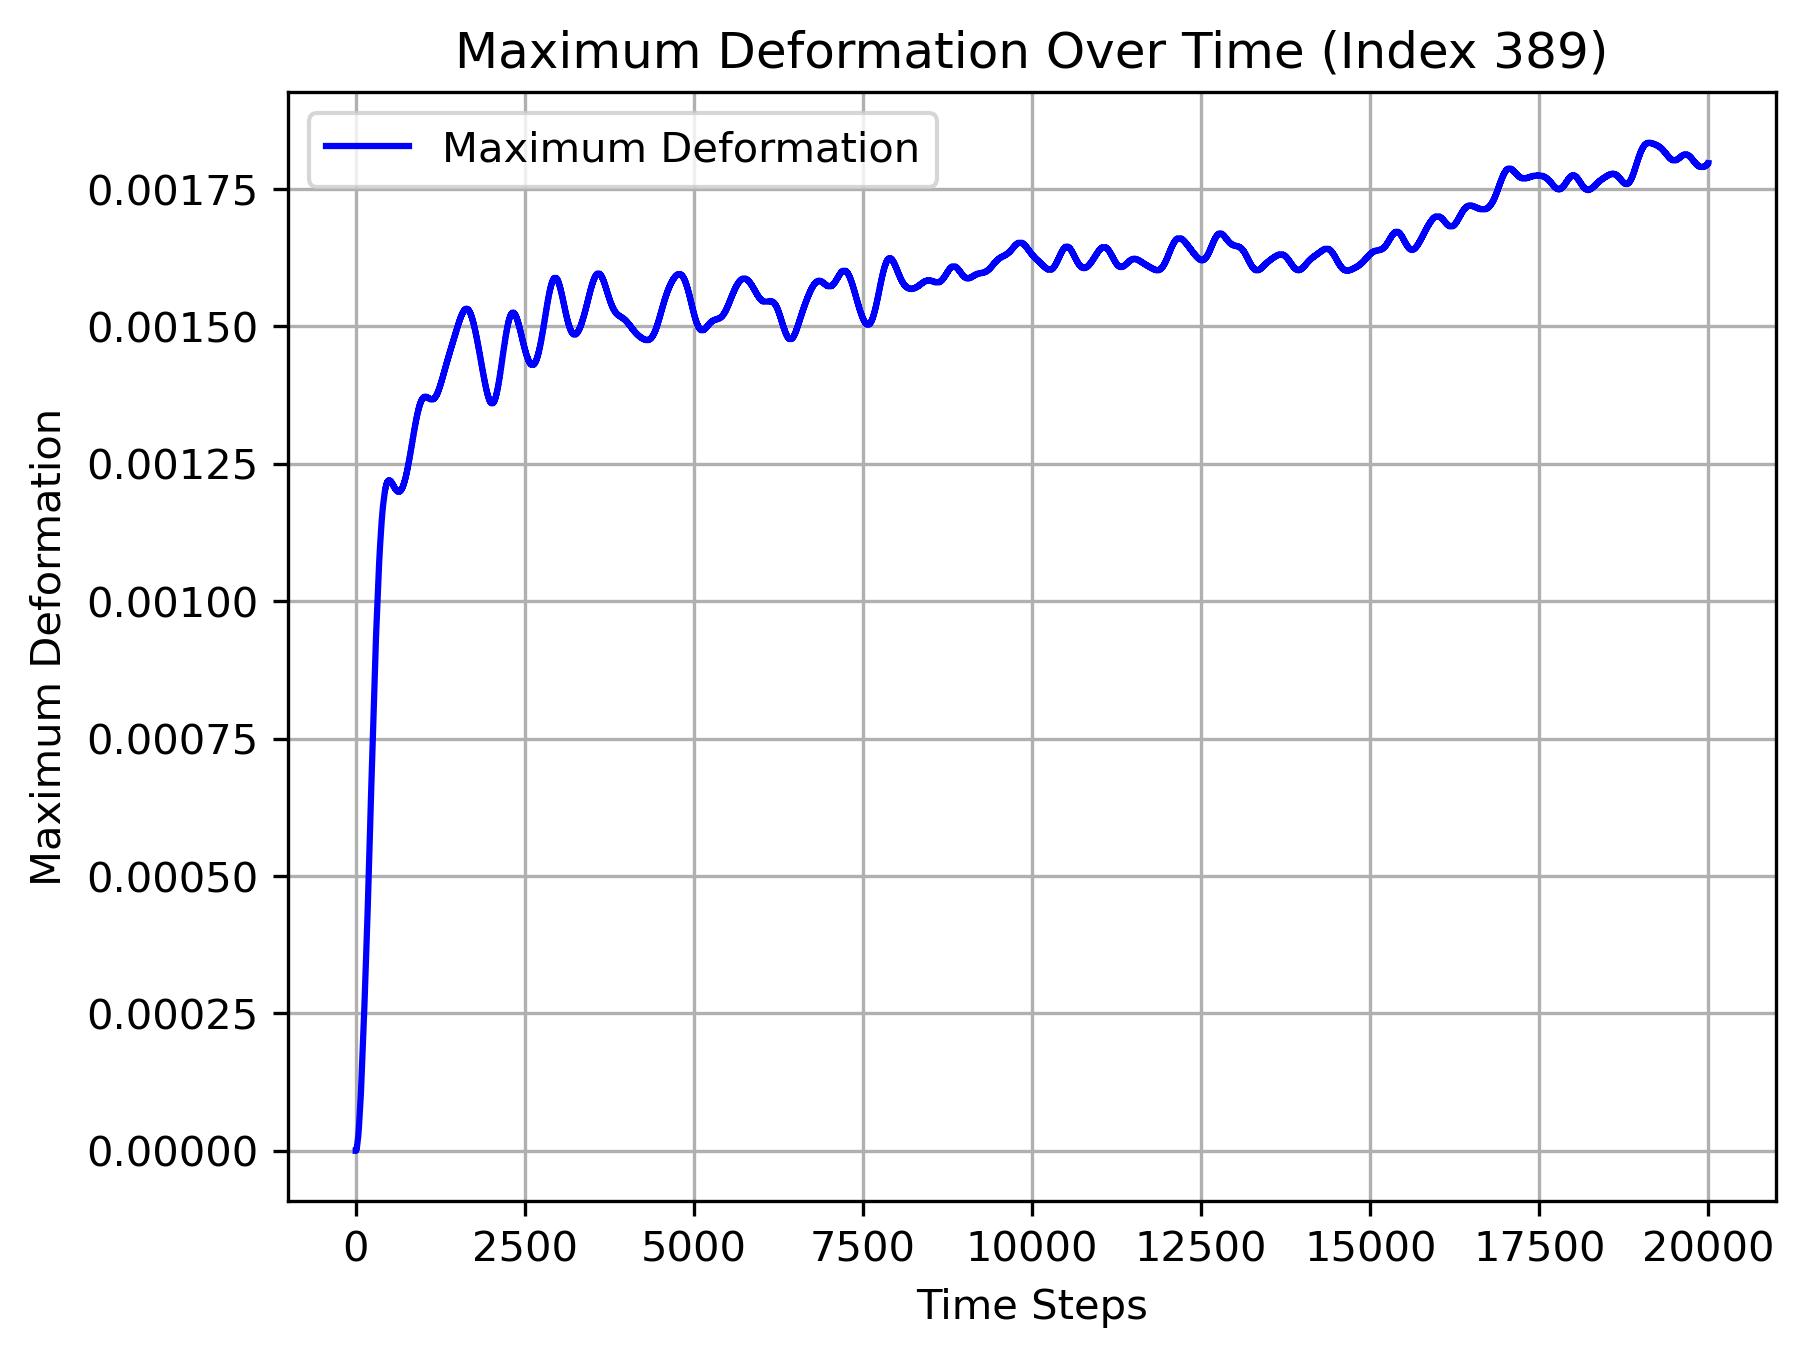 Maximum Deformation Over Time (Index 389)
Maximum Deformation
Maximum Deformation
0.00175
0.00150
0.00125
0.00100
0.00075
0.00050
0.00025
0.00000
0 2500 5000 7500 10000 12500 15000 17500 20000
Time Steps